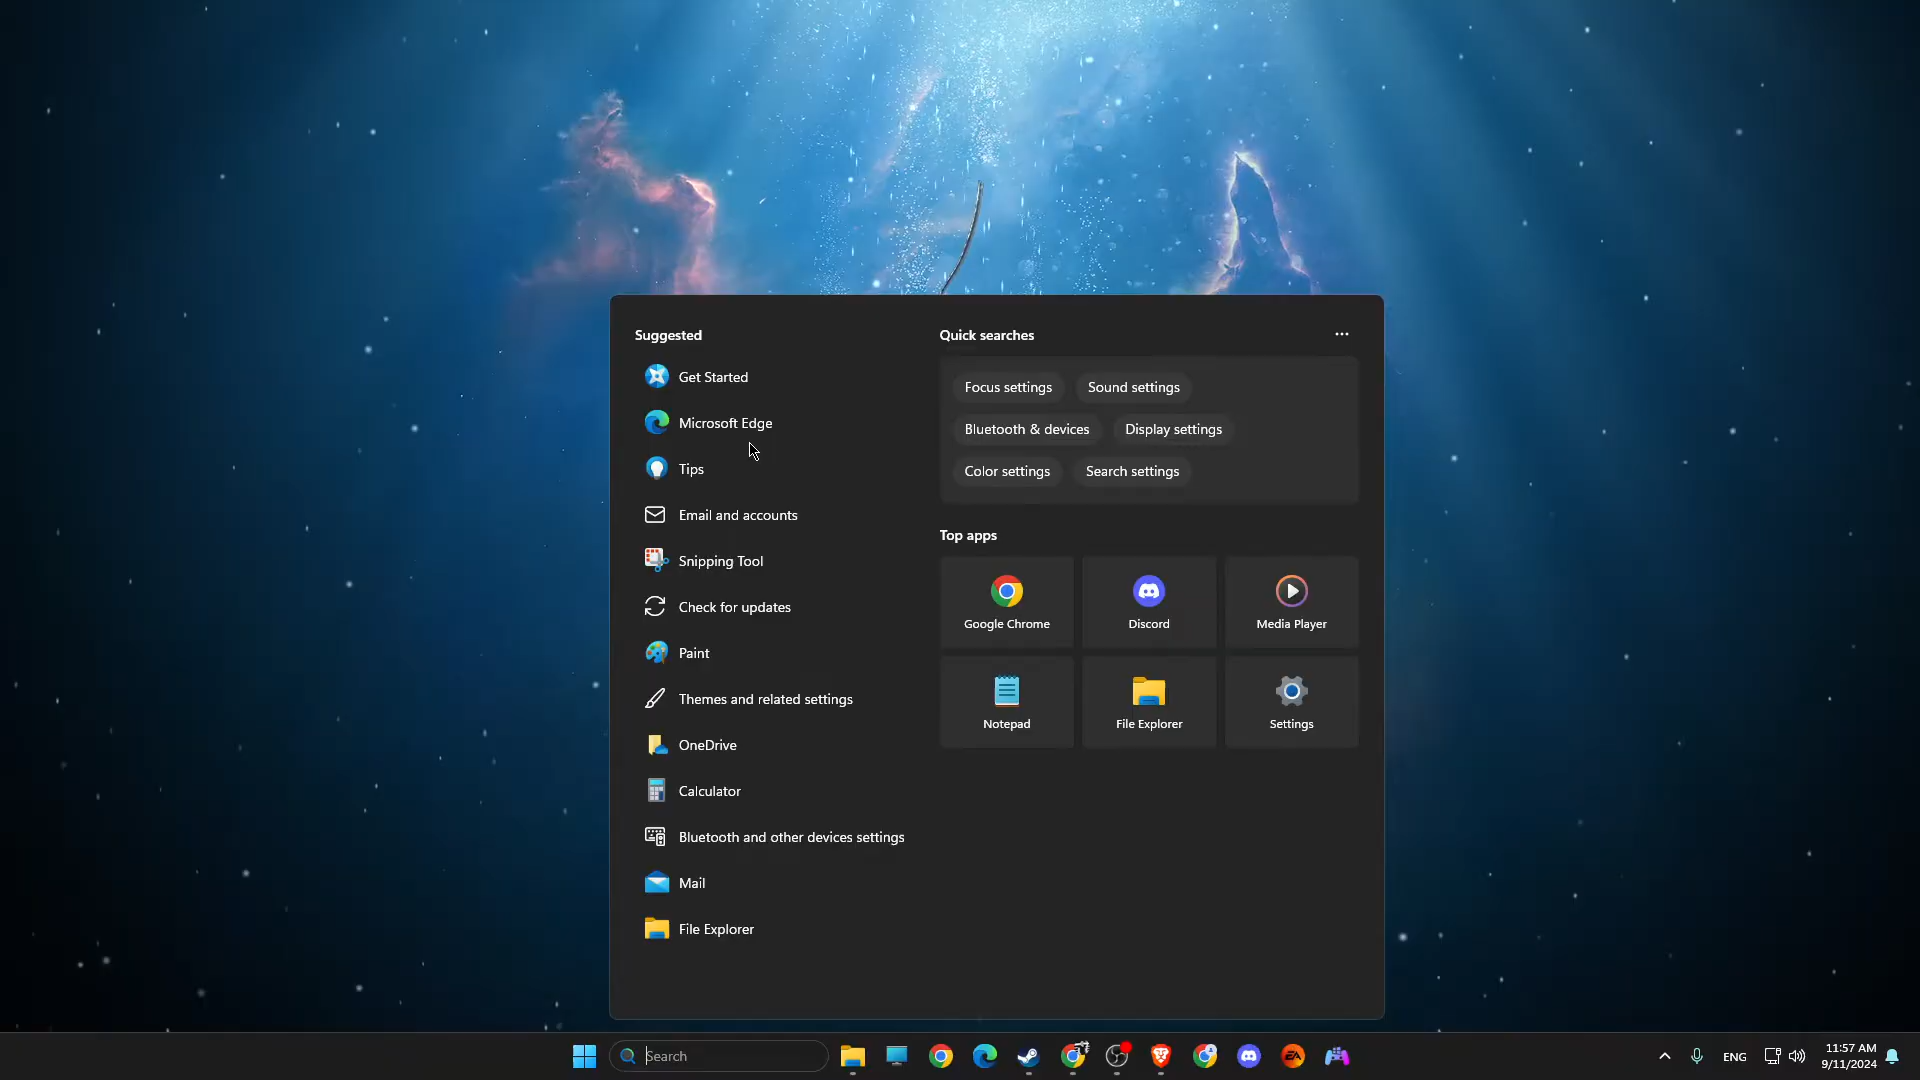 Suggested
Get Started
Microsoft Edge
Tips
Email and accounts
Snipping Tool
Check for updates
Paint
Themes and related settings
OneDrive
Calculator
Bluetooth and other devices settings
Mail
File Explorer
Quick searches
Focus settings
Sound settings
Bluetooth & devices
Display settings
Color settings
Search settings
Top apps
Google Chrome
Discord
Media Player
Notepad
File Explorer
Settings
Search
EA
ENG
11:57 AM
9/11/2024